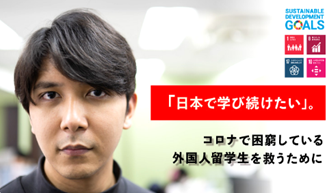 SUSTAINABLE
DEVELOPMENT
GOALS
「日本で学び続けたい」。
コロナで困窮している
外国人留学生を救うために